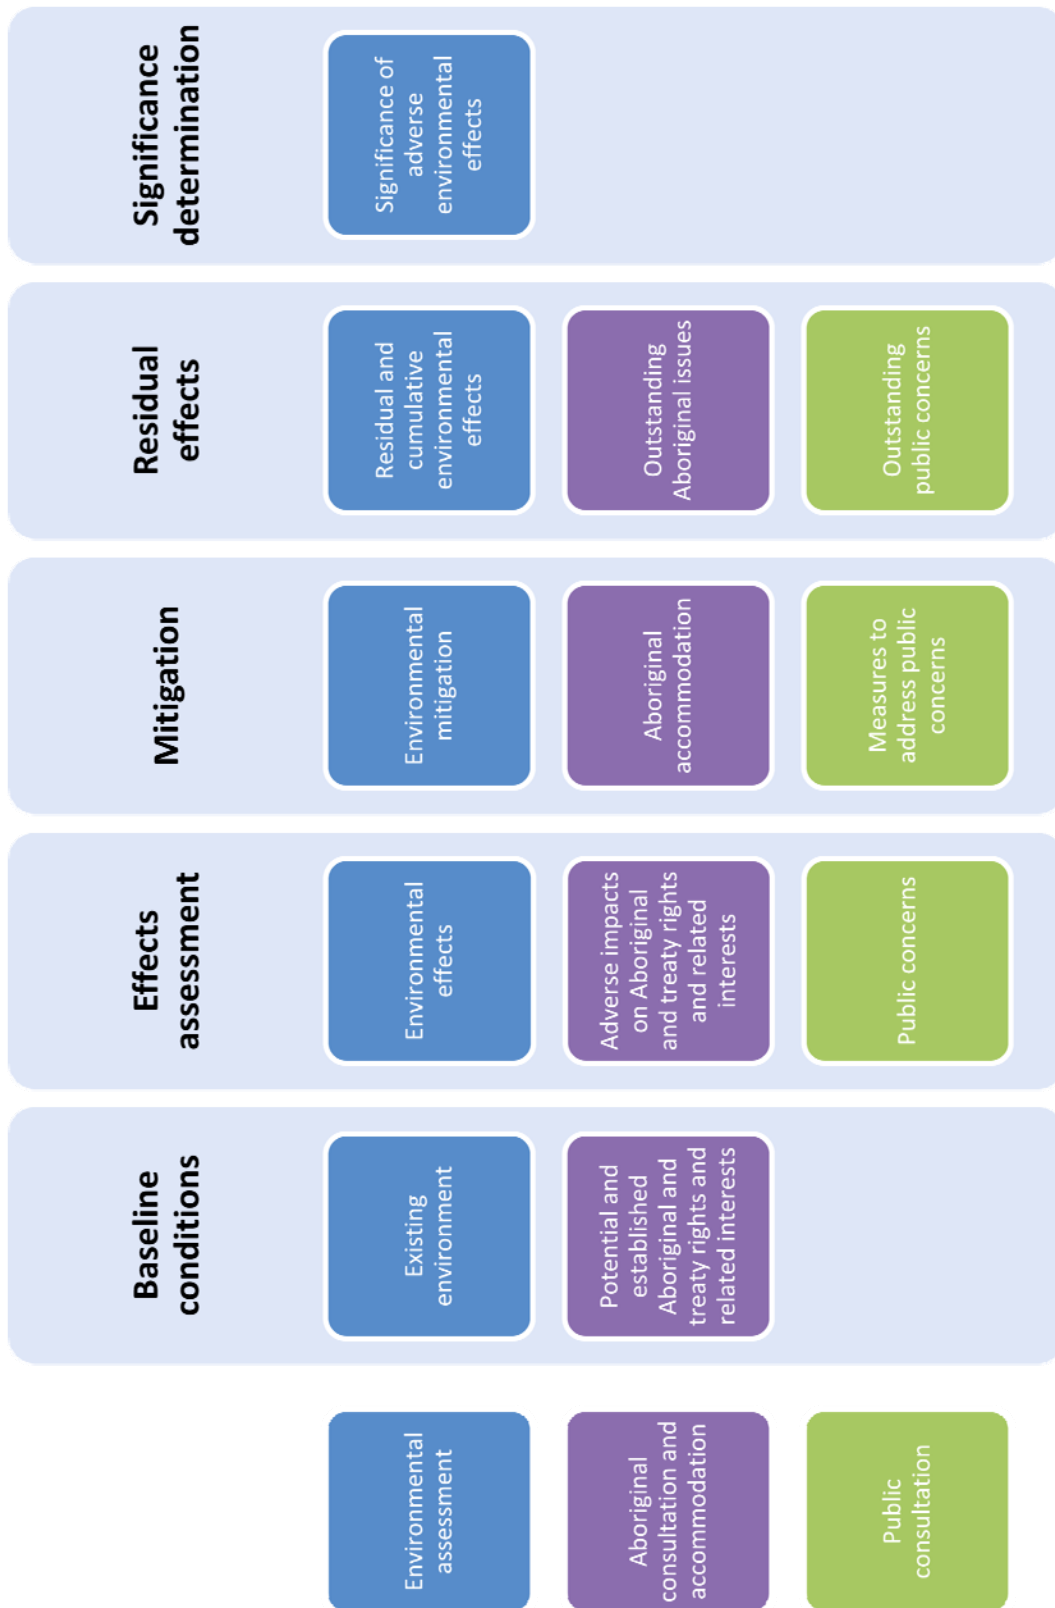 Baseline
conditions
Effects
assessment
Mitigation
Residual
effects
Significance
determination
Environmental
assessment
Existing
environment
Environmental
effects
Environmental
mitigation
Residual and
cumulative
environmental
effects
Significance of
adverse
environmental
effects
Aboriginal
consultation and
accommodation
Potential and
established
Aboriginal and
treaty rights and
related interests
Adverse impacts
on Aboriginal
and treaty rights
and related
interests
Aboriginal
accommodation
Outstanding
Aboriginal issues
Public
consultation
Public concerns
Measures to
address public
concerns
Outstanding
public concerns